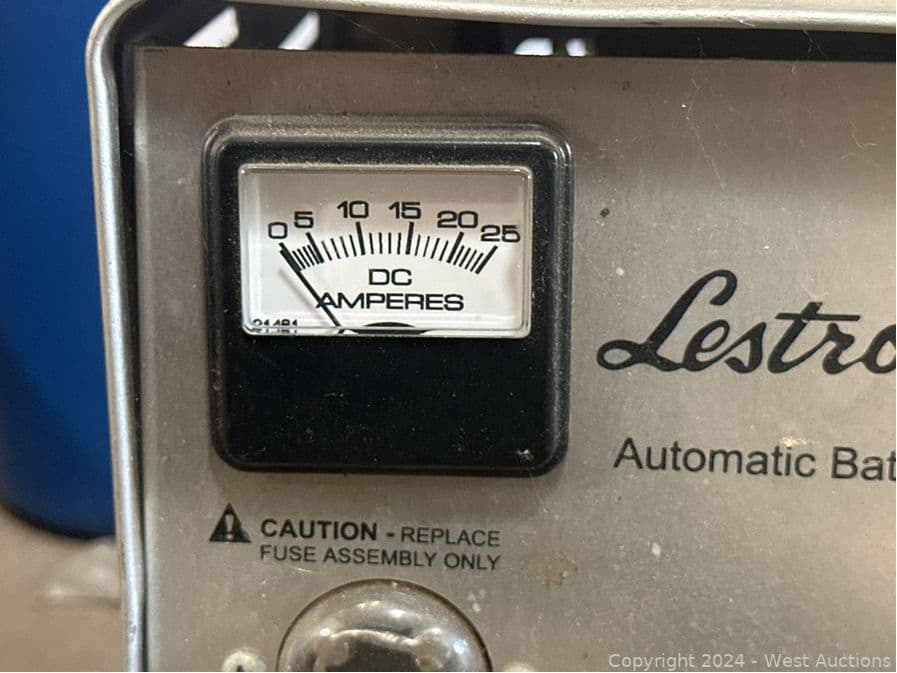 0 5 10 15 20 25
DC
AMPERES
Lestro
Automatic Bat
CAUTION - REPLACE
FUSE ASSEMBLY ONLY
Copyright 2024 - West Auctions